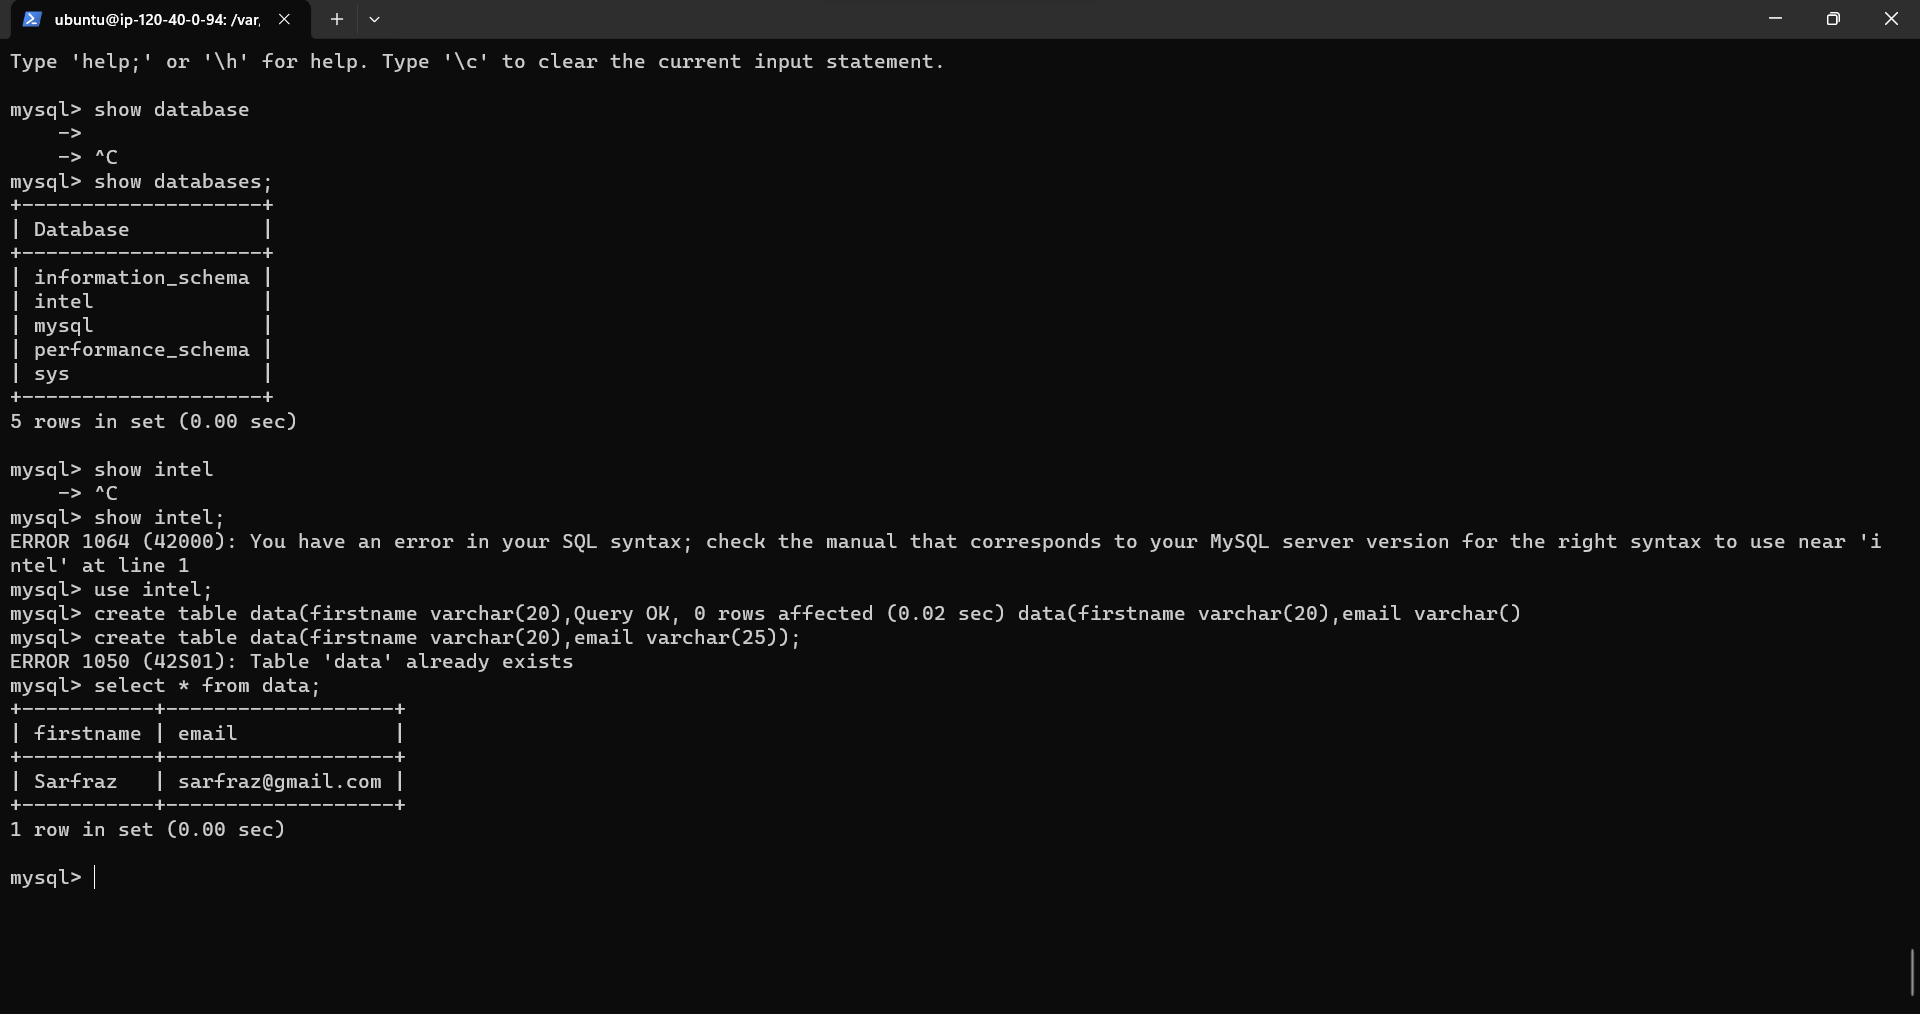 ubuntu@ip-120-40-0-94: /var,
Type 'help;' or '\h' for help. Type '\c' to clear the current input statement.
mysql> show database
    ->
    -> ^C
mysql> show databases;
+--------------------+
| Database           |
+--------------------+
| information_schema |
| intel              |
| mysql              |
| performance_schema |
| sys                |
+--------------------+
5 rows in set (0.00 sec)
mysql> show intel
    -> ^C
mysql> show intel;
ERROR 1064 (42000): You have an error in your SQL syntax; check the manual that corresponds to your MySQL server version for the right syntax to use near 'i
ntel' at line 1
mysql> use intel;
mysql> create table data(firstname varchar(20),Query OK, 0 rows affected (0.02 sec) data(firstname varchar(20),email varchar()
mysql> create table data(firstname varchar(20),email varchar(25));
ERROR 1050 (42S01): Table 'data' already exists
mysql> select * from data;
+-----------+-------------------+
| firstname | email             |
+-----------+-------------------+
| Sarfraz   | sarfraz@gmail.com |
+-----------+-------------------+
1 row in set (0.00 sec)
mysql>